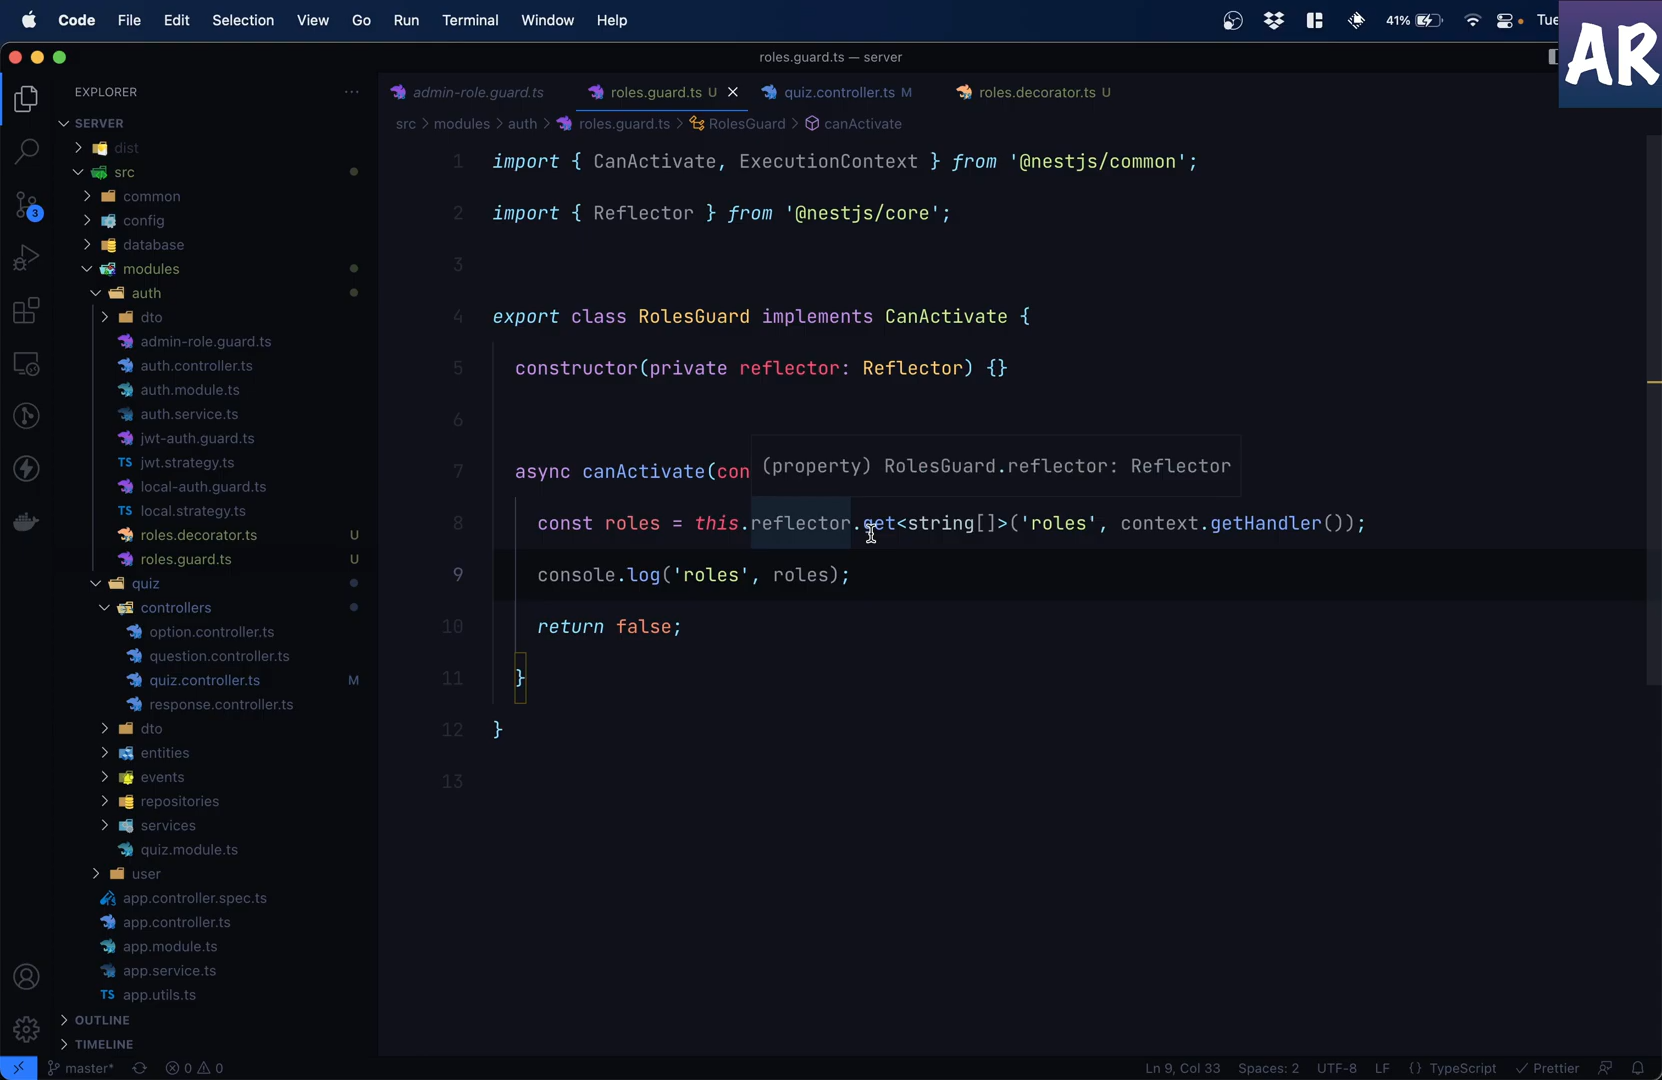 Code File Edit Selection View Go Run Terminal Window Help 41% Tue
AR
roles.guard.ts — server
EXPLORER
SERVER
dist
src
common
config
database
modules
auth
dto
admin-role.guard.ts
auth.controller.ts
auth.module.ts
auth.service.ts
jwt-auth.guard.ts
TS jwt.strategy.ts
local-auth.guard.ts
TS local.strategy.ts
roles.decorator.ts U
roles.guard.ts U
quiz
controllers
option.controller.ts
question.controller.ts
quiz.controller.ts M
response.controller.ts
dto
entities
events
repositories
services
quiz.module.ts
user
app.controller.spec.ts
app.controller.ts
app.module.ts
app.service.ts
TS app.utils.ts
OUTLINE
TIMELINE
3
admin-role.guard.ts roles.guard.ts U quiz.controller.ts M roles.decorator.ts U
src > modules > auth > roles.guard.ts > RolesGuard > canActivate
1 import { CanActivate, ExecutionContext } from '@nestjs/common';
2 import { Reflector } from '@nestjs/core';
3
4 export class RolesGuard implements CanActivate {
5 constructor(private reflector: Reflector) {}
6
7 async canActivate(con
(property) RolesGuard.reflector: Reflector
8 const roles = this.reflector.get<string[]>('roles', context.getHandler());
9 console.log('roles', roles);
10 return false;
11 }
12 }
13
master* 0 0 Ln 9, Col 33 Spaces: 2 UTF-8 LF {} TypeScript Prettier